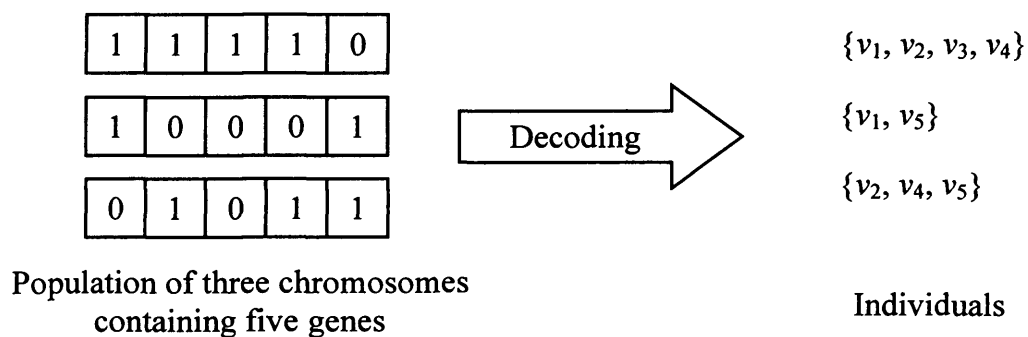 1 1 1 1 0
{v1, v2, v3, v4}
1 0 0 0 1
Decoding
{v1, v5}
0 1 0 1 1
{v2, v4, v5}
Population of three chromosomes
containing five genes
Individuals